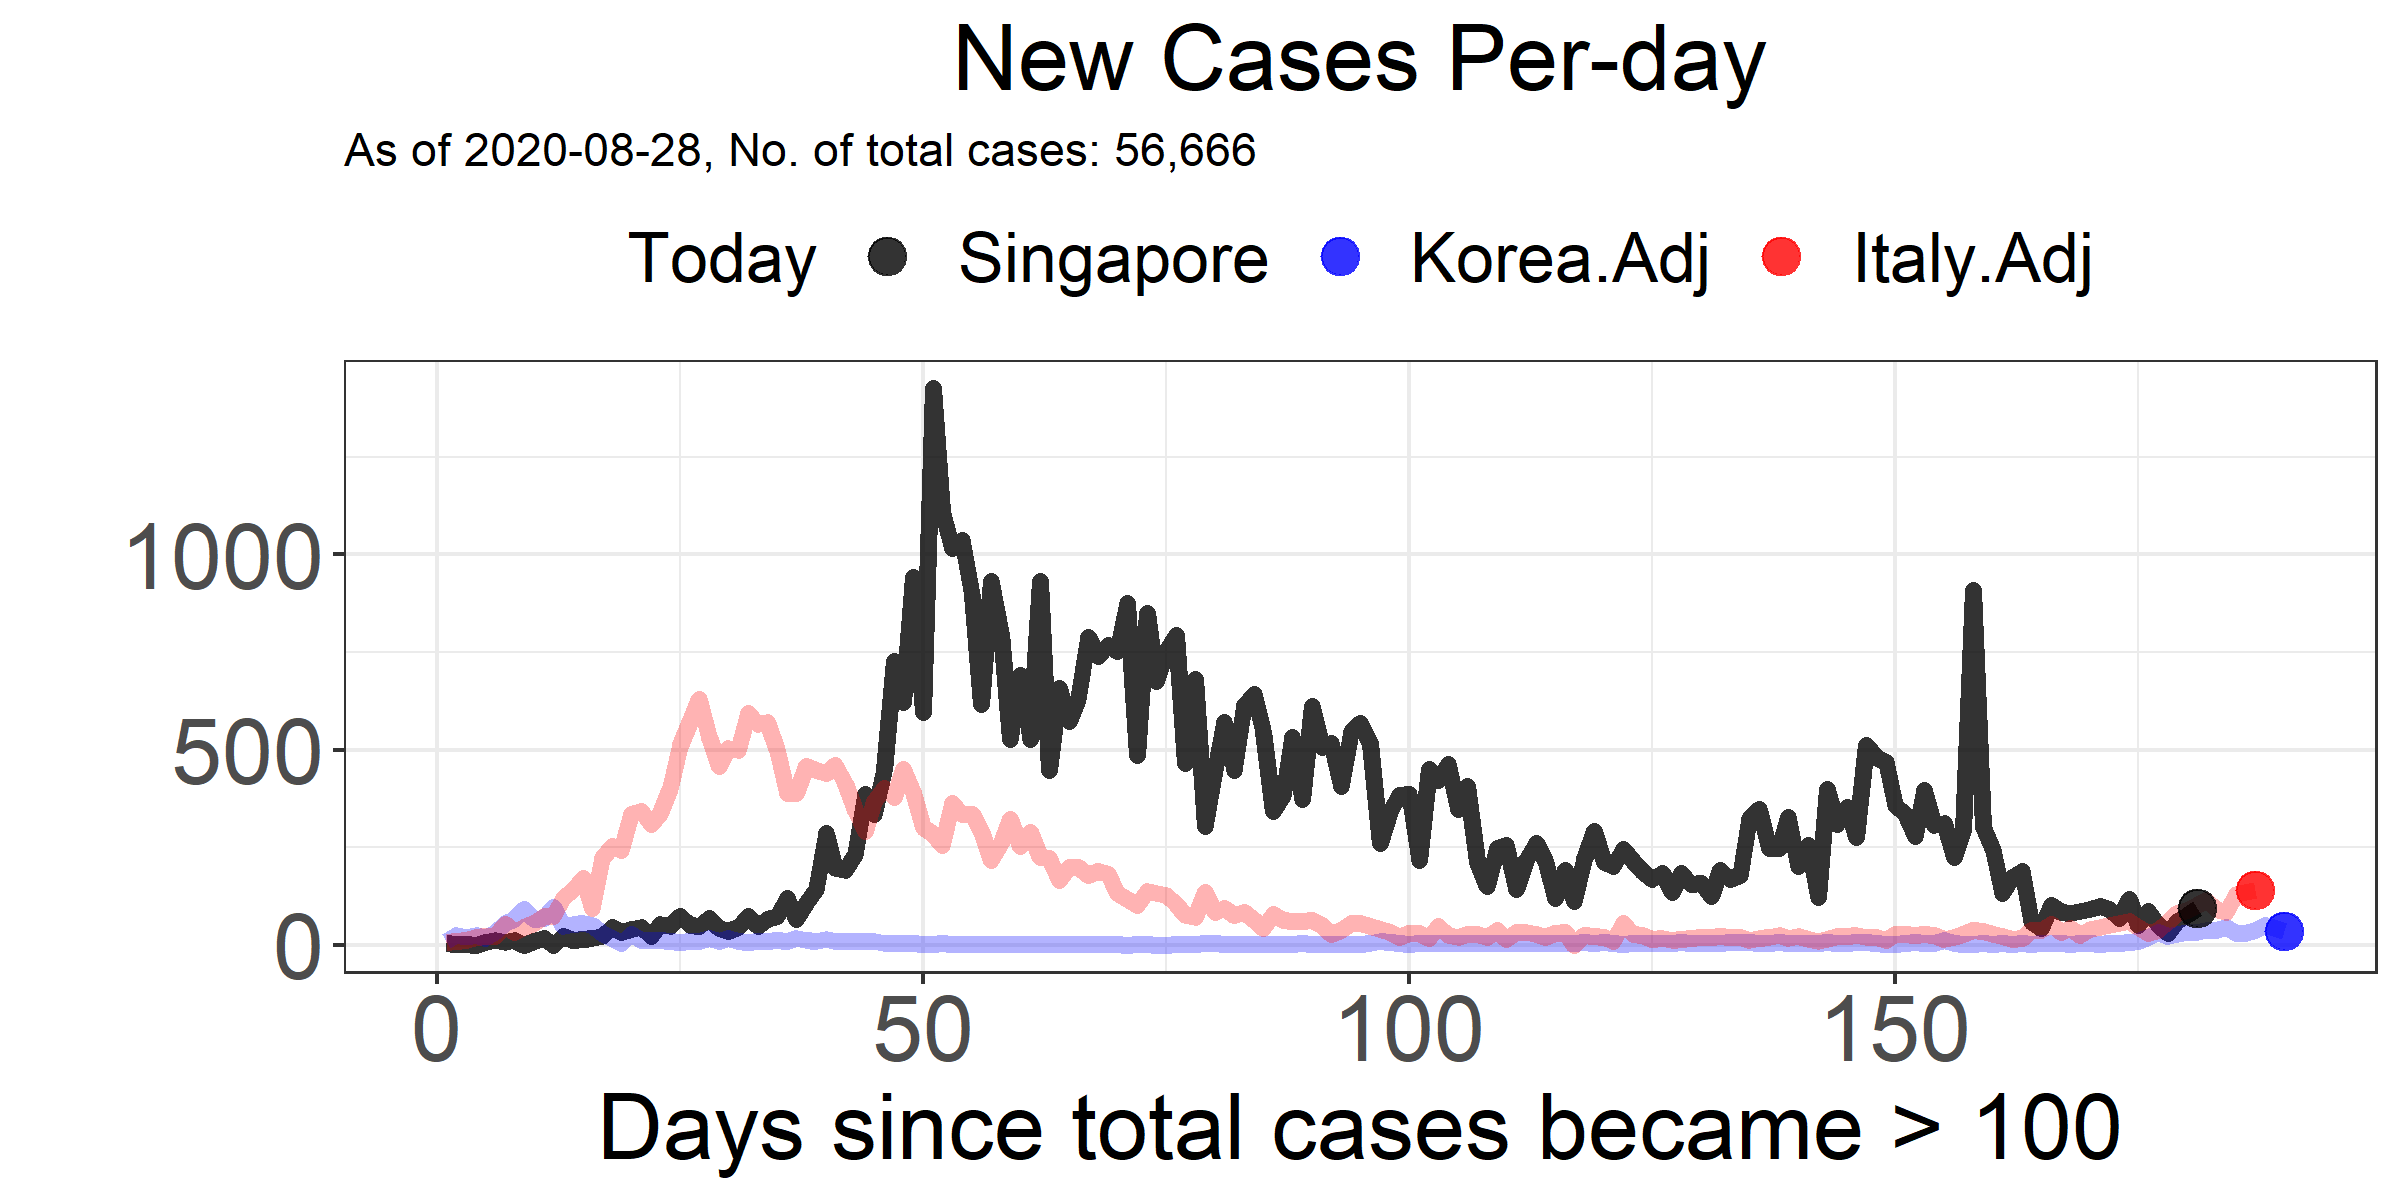 New Cases Per-day
As of 2020-08-28, No. of total cases: 56,666
Today Singapore Korea.Adj Italy.Adj
1000
500
0
0 50 100 150
Days since total cases became > 100